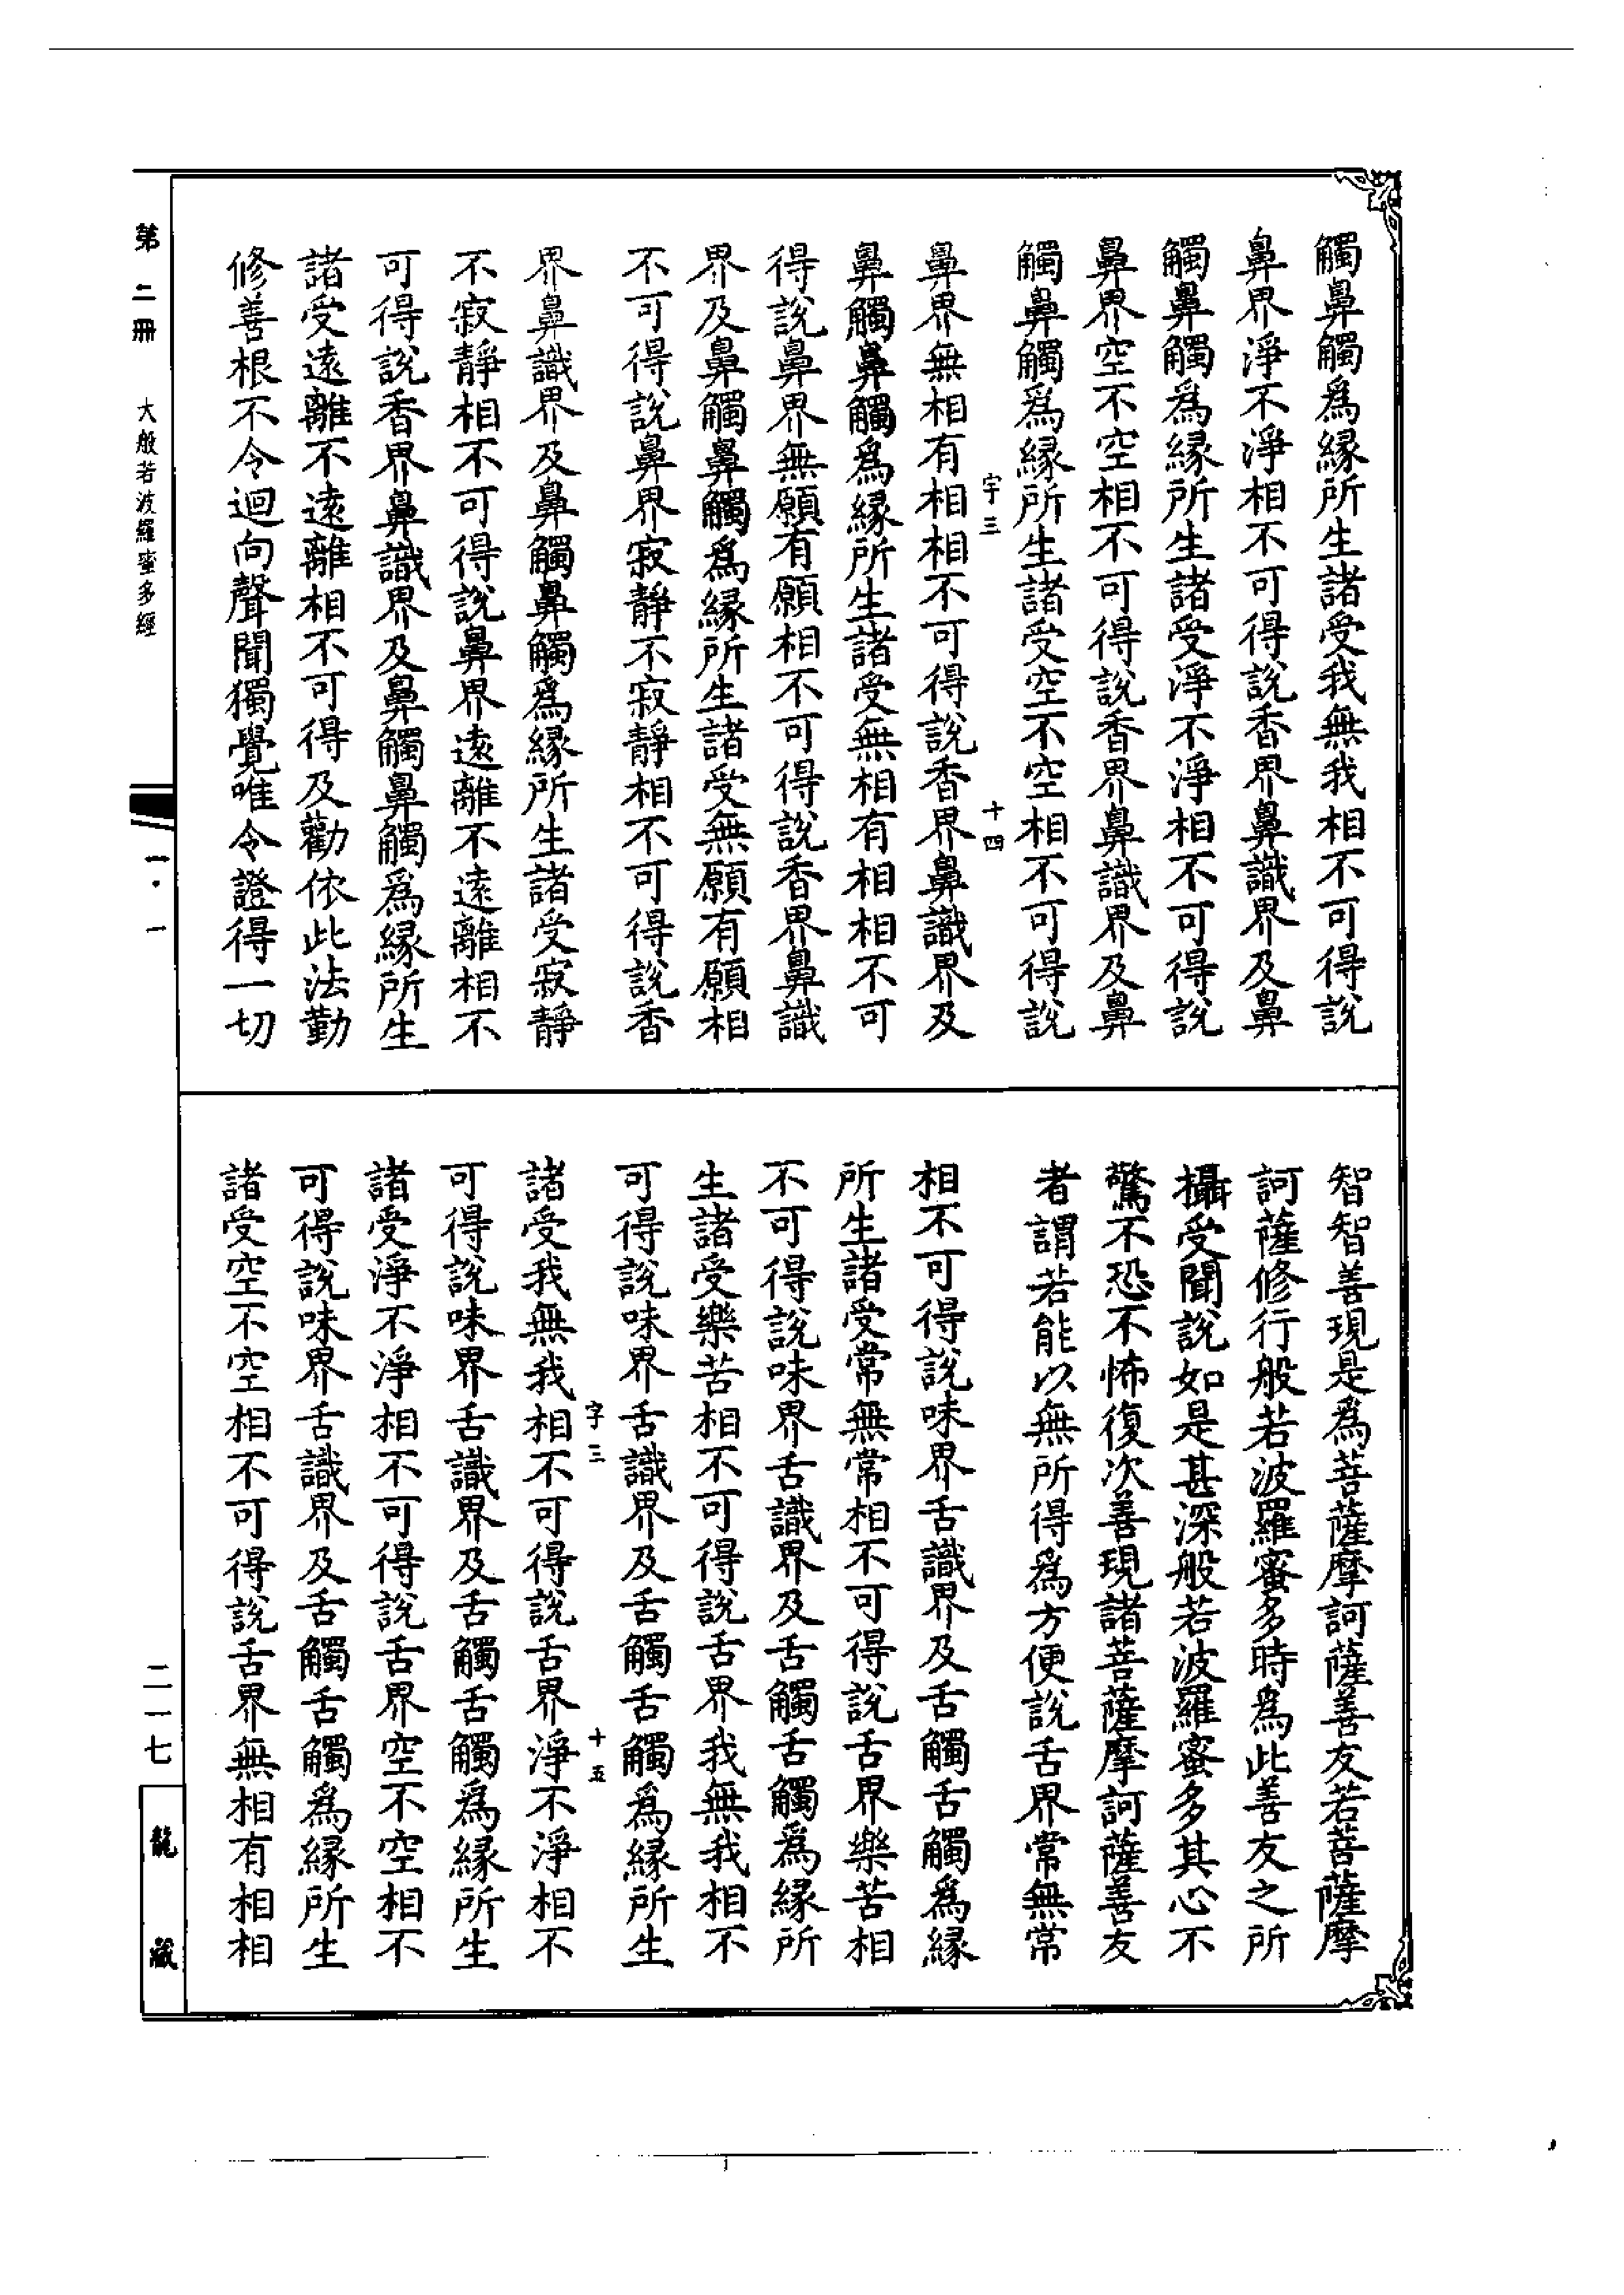 觸鼻觸爲緣所生諸受我無我相不可得說
鼻界淨不淨相不可得說香界鼻識界及鼻
觸鼻觸爲緣所生諸受淨不淨相不可得說
鼻界空不空相不可得說香界鼻識界及鼻
觸鼻觸爲緣所生諸受空不空相不可得說
字三 十四
鼻界無相有相相不可得說香界鼻識界及
鼻觸鼻觸爲緣所生諸受無相有相相不可
得說鼻界無願有願相不可得說香界鼻識
界及鼻觸鼻觸爲緣所生諸受無願有願相
不可得說鼻界寂靜不寂靜相不可得說香
界鼻識界及鼻觸鼻觸爲緣所生諸受寂靜
不寂靜相不可得說鼻界遠離不遠離相不
可得說香界鼻識界及鼻觸鼻觸爲緣所生
諸受遠離不遠離相不可得及勸依此法勤
修善根不令迴向聲聞獨覺唯令證得一切
智智善現是爲菩薩摩訶薩善友若菩薩摩
訶薩修行般若波羅蜜多時爲此善友之所
攝受聞說如是甚深般若波羅蜜多其心不
驚不恐不怖復次善現諸菩薩摩訶薩善友
者謂若能以無所得爲方便說舌界常無常
相不可得說味界舌識界及舌觸舌觸爲緣
所生諸受常無常相不可得說舌界樂苦相
不可得說味界舌識界及舌觸舌觸爲緣所
生諸受樂苦相不可得說舌界我無我相不
可得說味界舌識界及舌觸舌觸爲緣所生
字三 十五
諸受我無我相不可得說舌界淨不淨相不
可得說味界舌識界及舌觸舌觸爲緣所生
諸受淨不淨相不可得說舌界空不空相不
可得說味界舌識界及舌觸舌觸爲緣所生
諸受空不空相不可得說舌界無相有相相
第二冊 大般若波羅蜜多經
一·一
二一七
龍藏